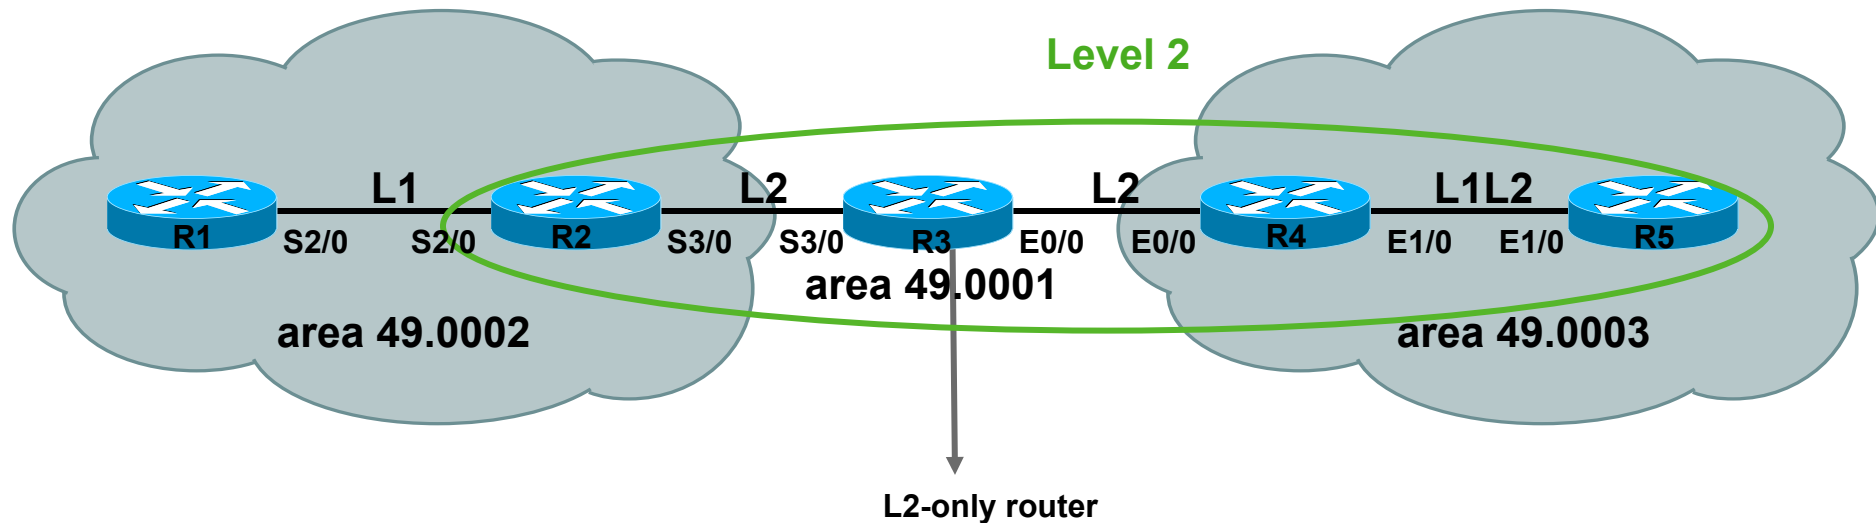 Level 2
L1 L2 L2 L1L2
R1 R2 R3 R4 R5
S2/0 S2/0 S3/0 S3/0 E0/0 E0/0 E1/0 E1/0
area 49.0001
area 49.0002 area 49.0003
L2-only router